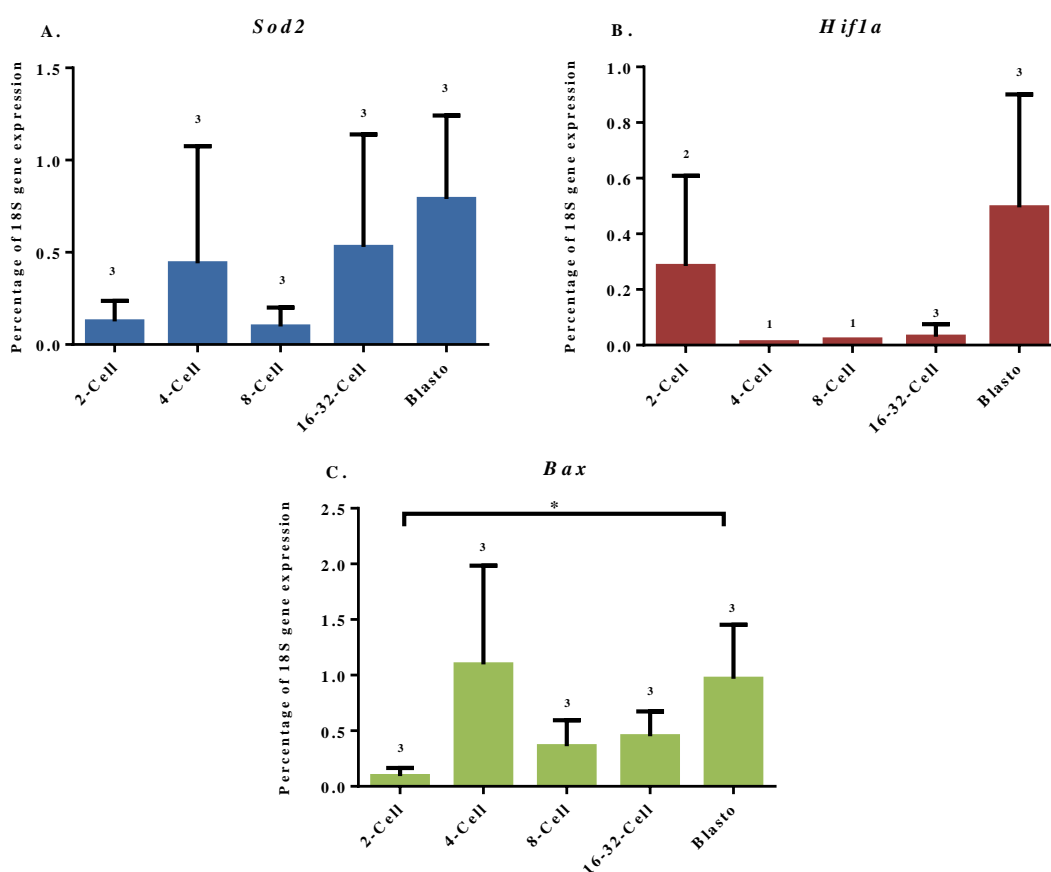 A.
Sod2
Percentage of 18S gene expression
1.5
1.0
0.5
0.0
3
3
3
3
3
2-Cell
4-Cell
8-Cell
16-32-Cell
Blasto
B.
Hif1a
Percentage of 18S gene expression
1.0
0.8
0.6
0.4
0.2
0.0
2
1
1
3
3
2-Cell
4-Cell
8-Cell
16-32-Cell
Blasto
C.
Bax
Percentage of 18S gene expression
2.5
2.0
1.5
1.0
0.5
0.0
*
3
3
3
3
3
2-Cell
4-Cell
8-Cell
16-32-Cell
Blasto